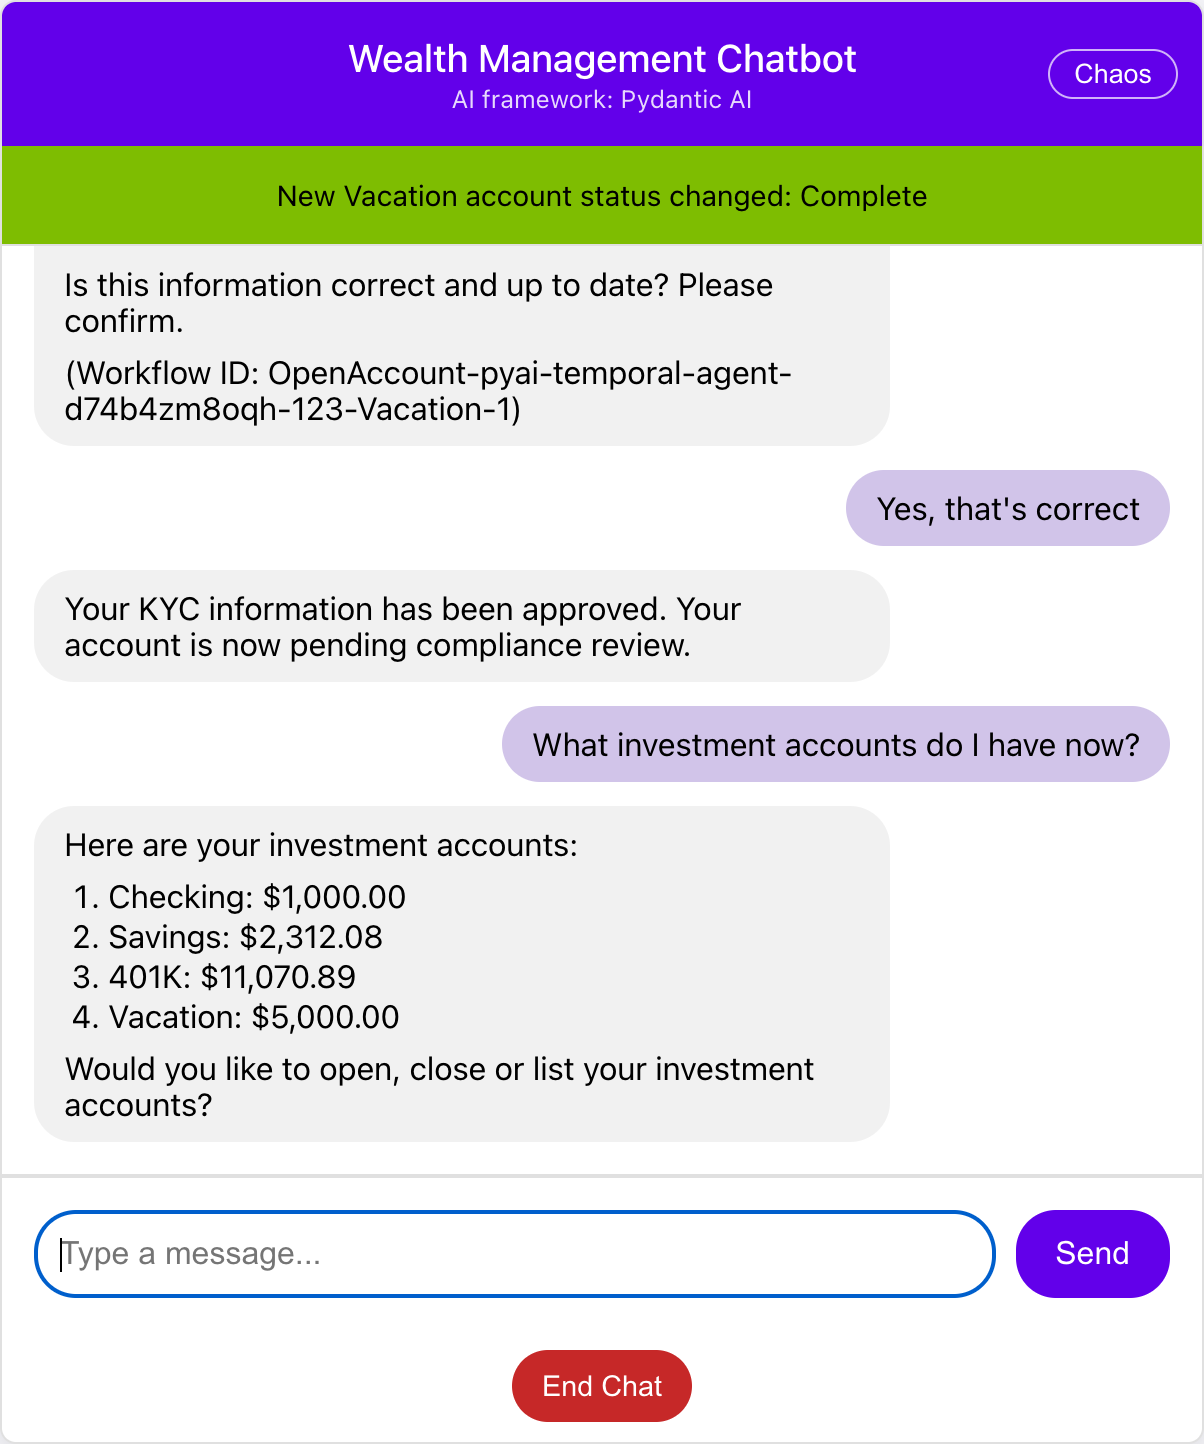 Wealth Management Chatbot
AI framework: Pydantic AI
Chaos
New Vacation account status changed: Complete
Is this information correct and up to date? Please
confirm.
(Workflow ID: OpenAccount-pyai-temporal-agent-
d74b4zm8oqh-123-Vacation-1)
Yes, that's correct
Your KYC information has been approved. Your
account is now pending compliance review.
What investment accounts do I have now?
Here are your investment accounts:
1. Checking: $1,000.00
2. Savings: $2,312.08
3. 401K: $11,070.89
4. Vacation: $5,000.00
Would you like to open, close or list your investment
accounts?
Type a message...
Send
End Chat